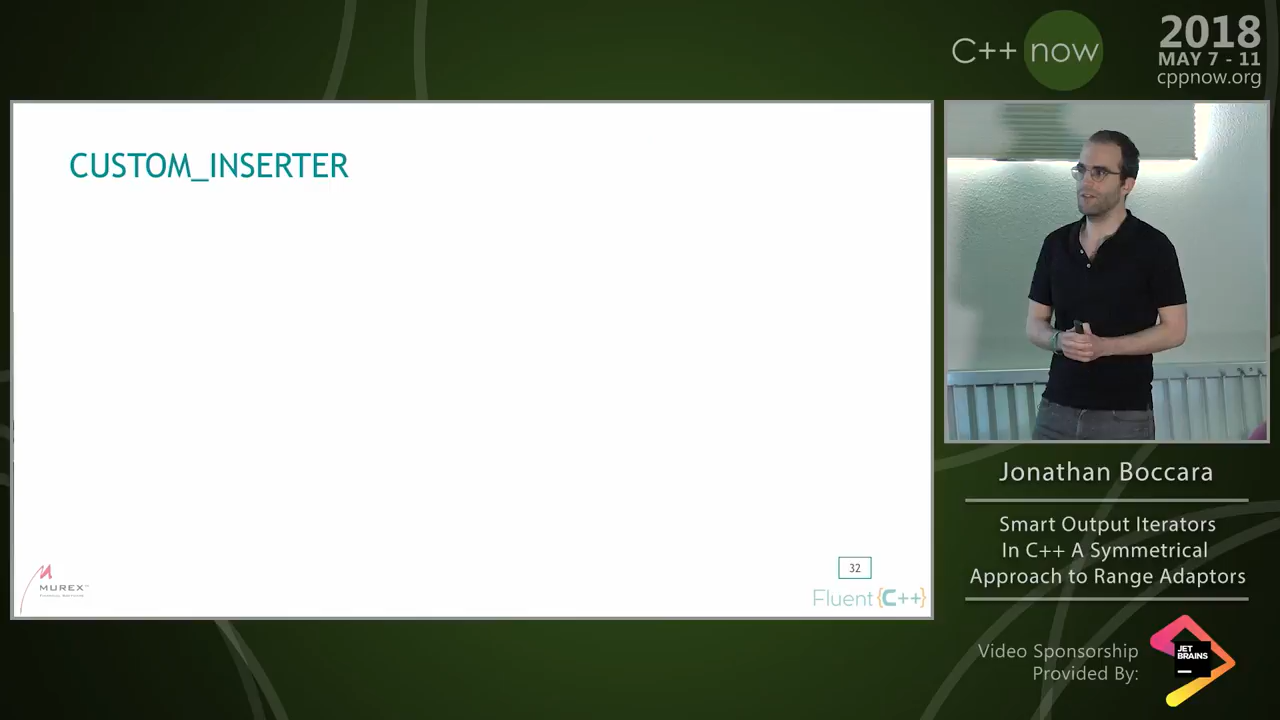 C++ now
2018
MAY 7 - 11
cppnow.org
CUSTOM_INSERTER
32
MUREX
Fluent {C++}
Jonathan Boccara
Smart Output Iterators
In C++ A Symmetrical
Approach to Range Adaptors
Video Sponsorship
Provided By:
JET
BRAINS